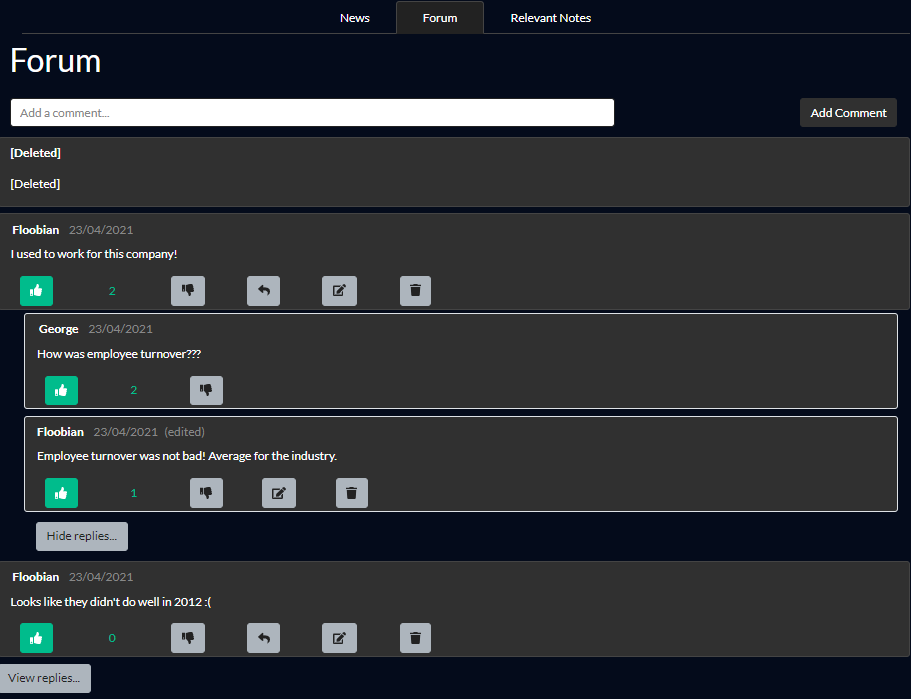 News Forum Relevant Notes
Forum
Add a comment... Add Comment
[Deleted]
[Deleted]
Floobian 23/04/2021
I used to work for this company!
2
George 23/04/2021
How was employee turnover???
2
Floobian 23/04/2021 (edited)
Employee turnover was not bad! Average for the industry.
1
Hide replies...
Floobian 23/04/2021
Looks like they didn't do well in 2012 :(
0
View replies...